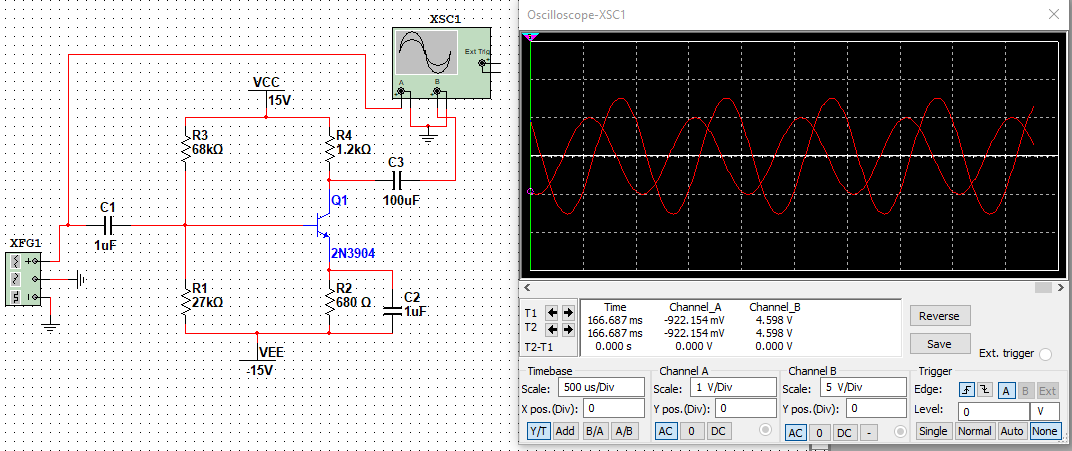 XSC1
Ext Trig
+
A
B
VCC
15V
R3
68kΩ
R4
1.2kΩ
C3
100uF
Q1
C1
1uF
XFG1
2N3904
R1
27kΩ
R2
680 Ω
C2
1uF
VEE
-15V
Oscilloscope-XSC1
Time Channel_A Channel_B
T1 166.687 ms -922.154 mV 4.598 V
T2 166.687 ms -922.154 mV 4.598 V
T2-T1 0.000 s 0.000 V 0.000 V
Reverse
Save
Ext. trigger
Timebase
Scale: 500 us/Div
X pos.(Div): 0
Y/T Add B/A A/B
Channel A
Scale: 1 V/Div
Y pos.(Div): 0
AC 0 DC
Channel B
Scale: 5 V/Div
Y pos.(Div): 0
AC 0 DC -
Trigger
Edge: A B Ext
Level: 0 V
Single Normal Auto None